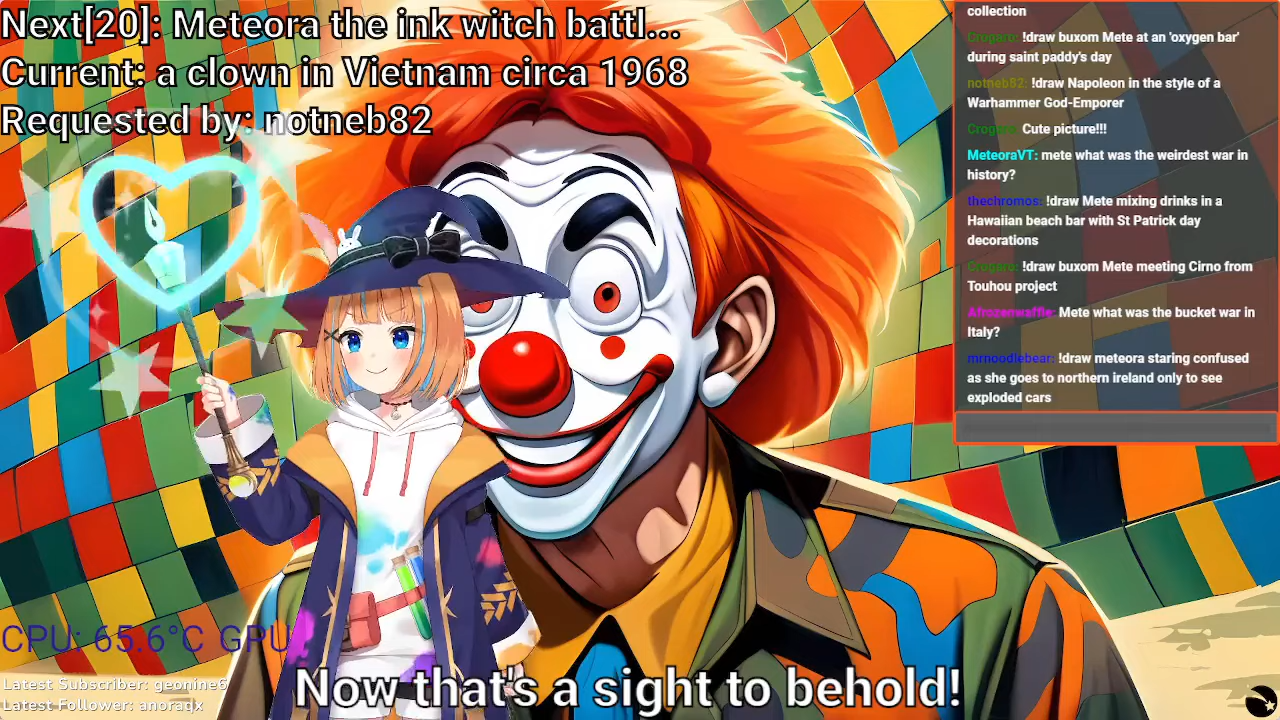 Next[20]: Meteora the ink witch battl...
Current: a clown in Vietnam circa 1968
Requested by: notneb82
collection
Crogaro: !draw buxom Mete at an 'oxygen bar'
during saint paddy's day
notneb82: !draw Napoleon in the style of a
Warhammer God-Emporer
Crogaro: Cute picture!!!
MeteoraVT: mete what was the weirdest war in
history?
thechromos: !draw Mete mixing drinks in a
Hawaiian beach bar with St Patrick day
decorations
Crogaro: !draw buxom Mete meeting Cirno from
Touhou project
Afrozenwaffle: Mete what was the bucket war in
Italy?
mrnoodlebear: !draw meteora staring confused
as she goes to northern ireland only to see
exploded cars
CPU: 65.6°C GPU
Latest Subscriber: geonine6
Latest Follower: anoraqx
Now that's a sight to behold!